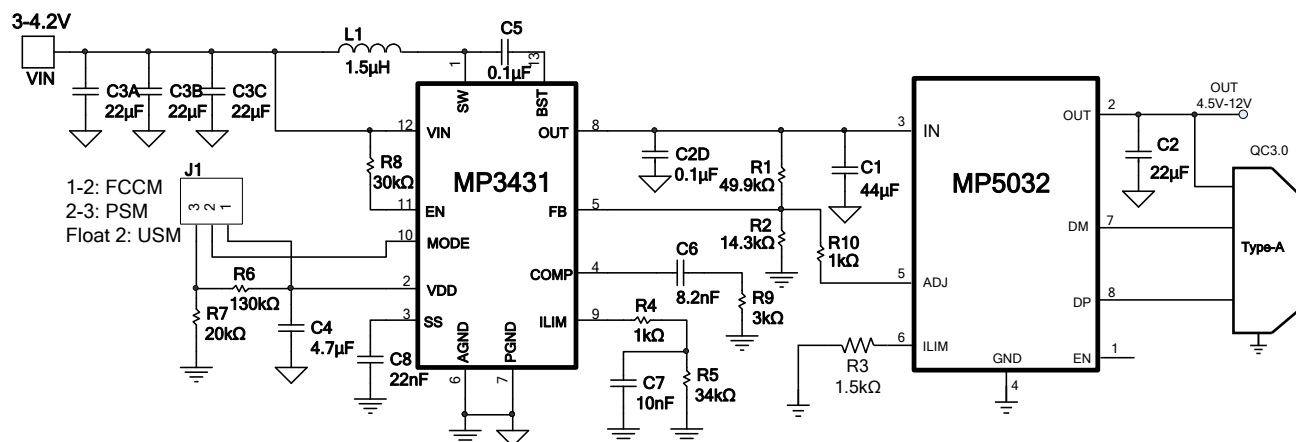 3-4.2V
VIN
C3A
22µF
C3B
22µF
C3C
22µF
L1
1.5µH
C5
0.1µF
1
13
SW
BST
12
VIN
R8
30kΩ
11
EN
10
MODE
2
VDD
3
SS
MP3431
OUT
8
FB
5
COMP
4
ILIM
9
AGND
PGND
6
7
J1
3
2
1
1-2: FCCM
2-3: PSM
Float 2: USM
R6
130kΩ
R7
20kΩ
C4
4.7µF
C8
22nF
C2D
0.1µF
R1
49.9kΩ
C1
44µF
R2
14.3kΩ
R10
1kΩ
C6
8.2nF
R9
3kΩ
R4
1kΩ
C7
10nF
R5
34kΩ
R3
1.5kΩ
MP5032
3
IN
5
ADJ
6
ILIM
GND
4
OUT
2
DM
7
DP
8
EN
1
C2
22µF
OUT
4.5V-12V
QC3.0
Type-A